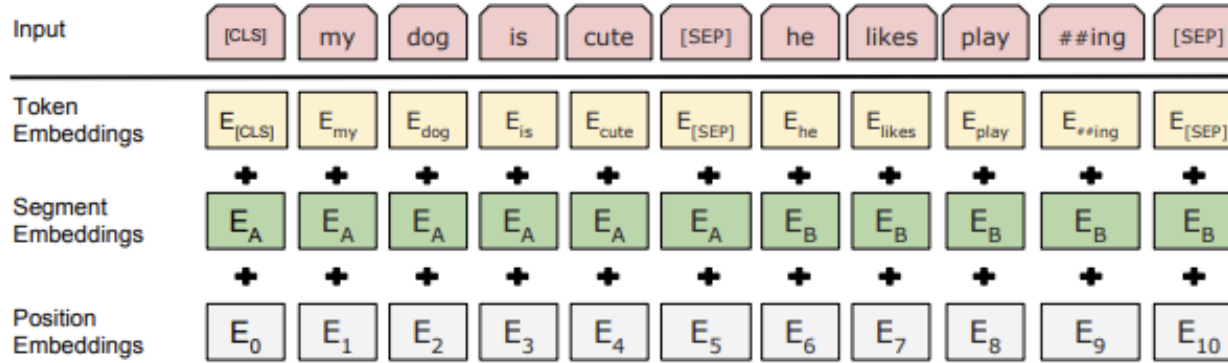 Input [CLS] my dog is cute [SEP] he likes play ##ing [SEP]
Token
Embeddings E[CLS] Emy Edog Eis Ecute E[SEP] Ehe Elikes Eplay E##ing E[SEP]
Segment
Embeddings EA EA EA EA EA EA EB EB EB EB EB
Position
Embeddings E0 E1 E2 E3 E4 E5 E6 E7 E8 E9 E10